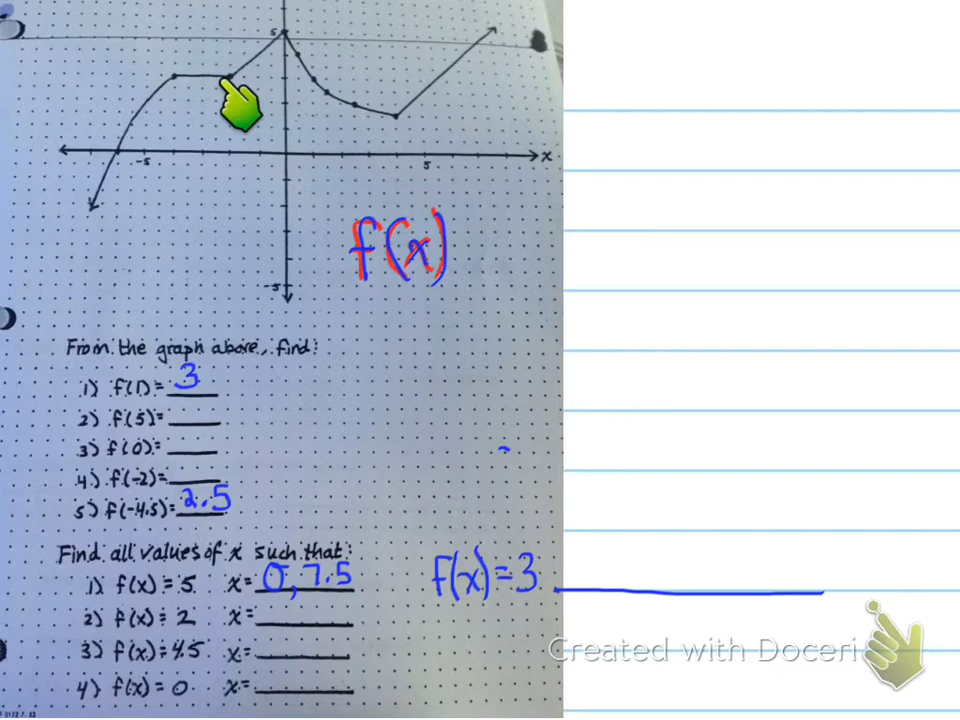 5
x
-5
5
f(x)
-5
From the graph above, find:
1) f(1)= 3
2) f(5)=
3) f(0)=
4) f(-2)=
5) f(-4.5)= 2.5
Find all values of x such that:
1) f(x) = 5 x= 0, 7.5
f(x)=3
2) f(x) = 2 x=
3) f(x) = 4.5 x=
4) f(x) = 0 x=
Created with Doceri